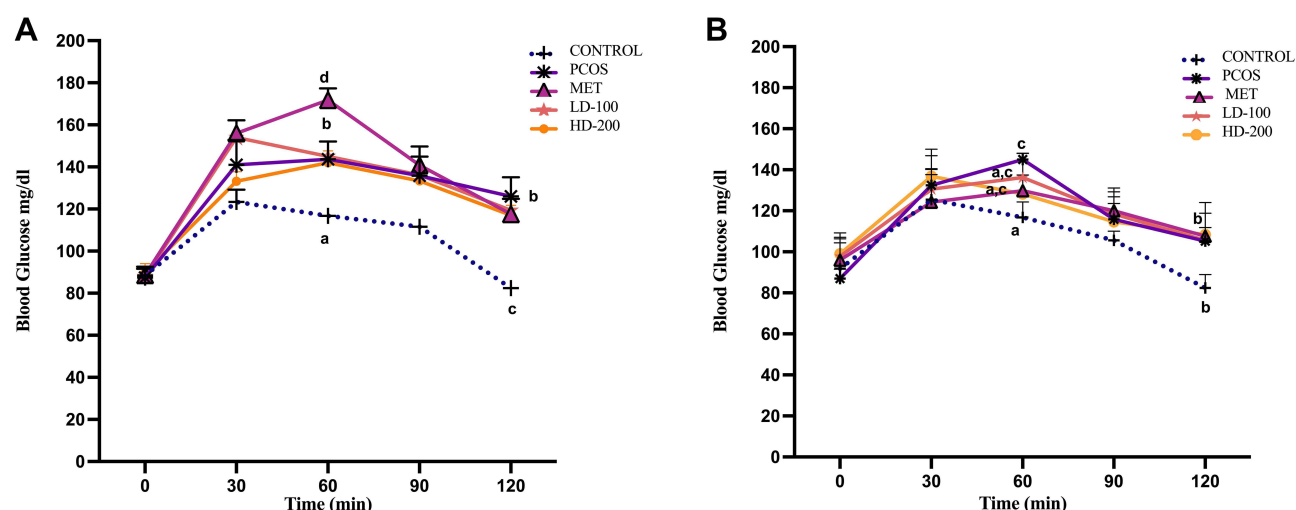 A
200
180
160
140
120
100
80
60
40
20
0
Blood Glucose mg/dl
0 30 60 90 120
Time (min)
CONTROL
PCOS
MET
LD-100
HD-200
d
b
a
b
c
B
200
180
160
140
120
100
80
60
40
20
0
Blood Glucose mg/dl
0 30 60 90 120
Time (min)
CONTROL
PCOS
MET
LD-100
HD-200
c
a,c
a,c
a
b
b